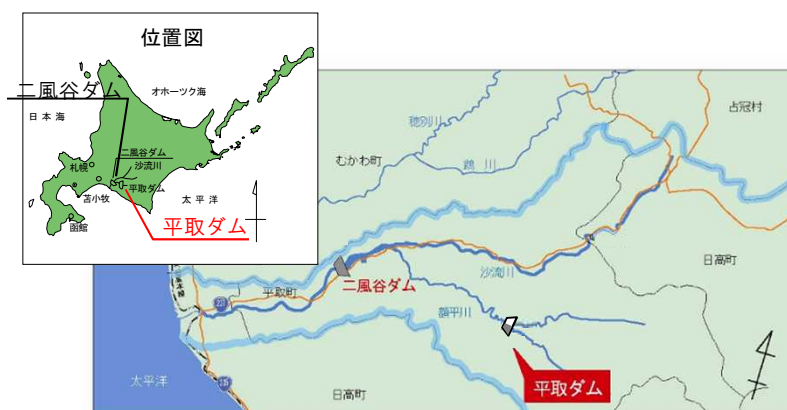 位置図
二風谷ダム
オホーツク海
日本海
二風谷ダム
沙流川
札幌
平取ダム
苫小牧
太平洋
函館
平取ダム
占冠村
穂別川
むかわ町
鵡川
日高町
沙流川
二風谷ダム
平取町
237
額平川
平取ダム
太平洋
235
日高町